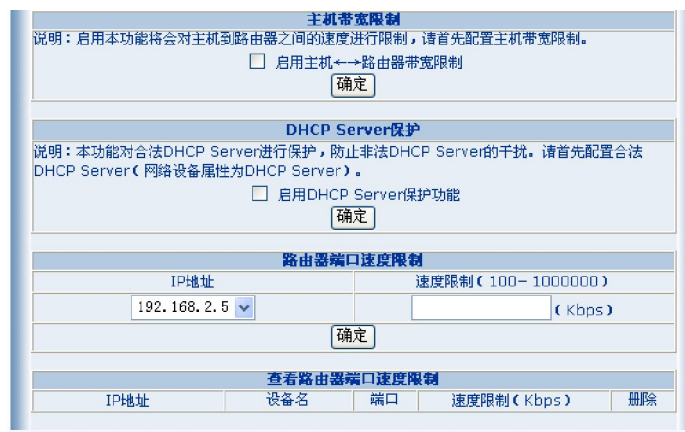 主机带宽限制
说明：启用本功能将会对主机到路由器之间的速度进行限制，请首先配置主机带宽限制。
启用主机←→路由器带宽限制
确定
DHCP Server保护
说明：本功能对合法DHCP Server进行保护，防止非法DHCP Server的干扰。请首先配置合法
DHCP Server(网络设备属性为DHCP Server)。
启用DHCP Server保护功能
确定
路由器端口速度限制
IP地址 速度限制(100-1000000)
192.168.2.5 (Kbps)
确定
查看路由器端口速度限制
IP地址 设备名 端口 速度限制(Kbps) 删除